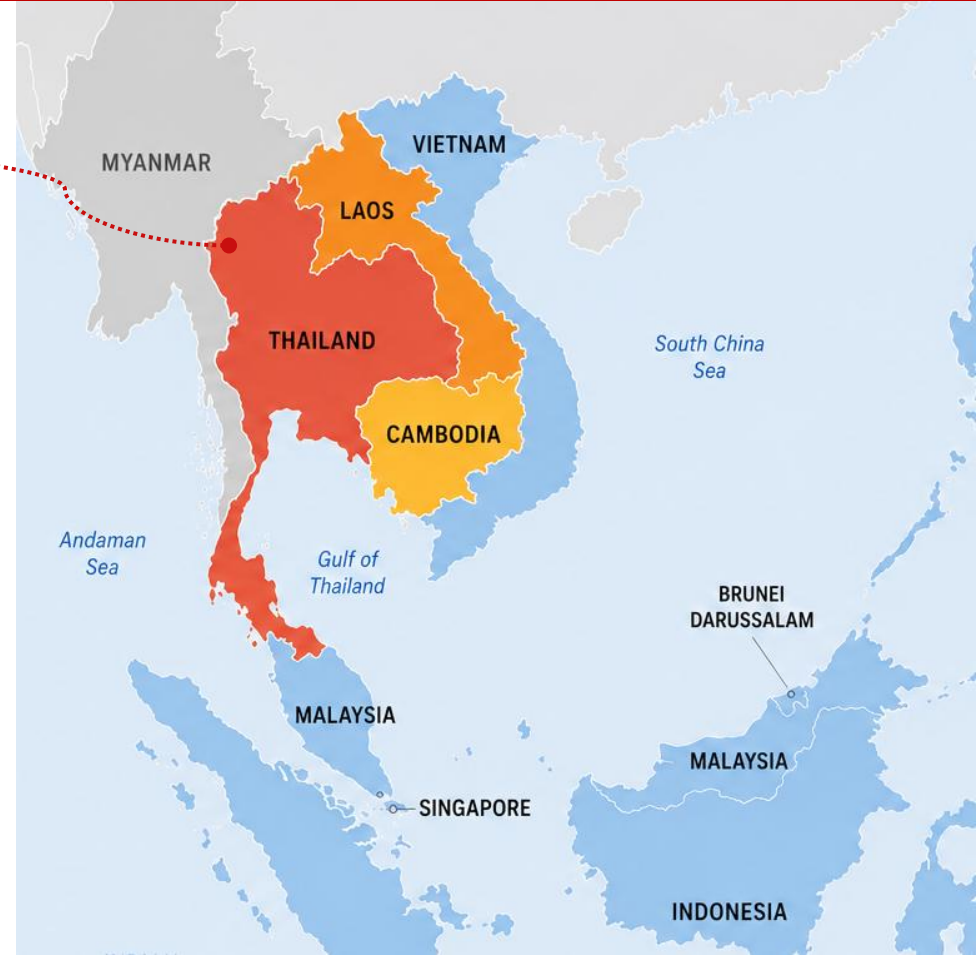 VIETNAM
MYANMAR
LAOS
THAILAND
South China
Sea
CAMBODIA
Andaman
Sea
Gulf of
Thailand
BRUNEI
DARUSSALAM
MALAYSIA
MALAYSIA
SINGAPORE
INDONESIA